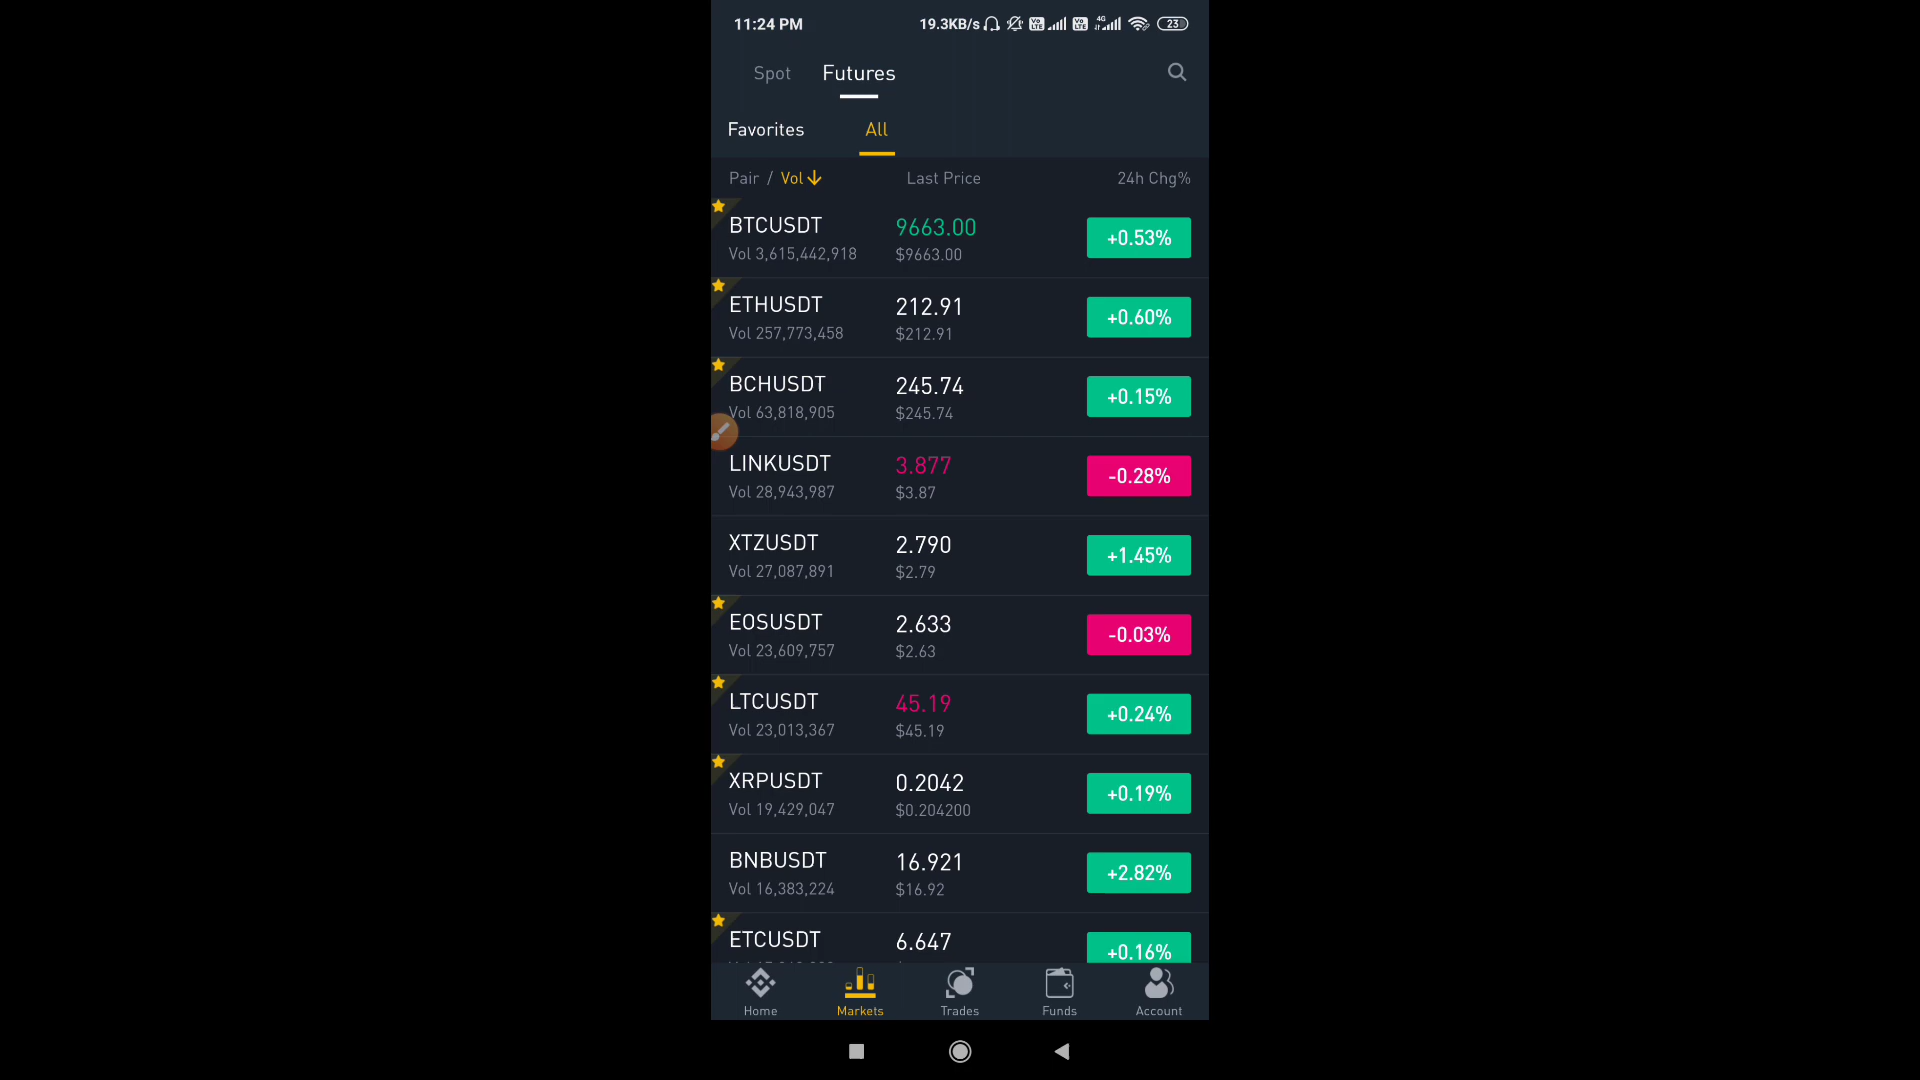 11:24 PM 19.3KB/s Vo LTE Vo LTE 4G 23
Spot Futures
Favorites All
Pair / Vol Last Price 24h Chg%
BTCUSDT 9663.00 +0.53%
Vol 3,615,442,918 $9663.00
ETHUSDT 212.91 +0.60%
Vol 257,773,458 $212.91
BCHUSDT 245.74 +0.15%
Vol 63,818,905 $245.74
LINKUSDT 3.877 -0.28%
Vol 28,943,987 $3.87
XTZUSDT 2.790 +1.45%
Vol 27,087,891 $2.79
EOSUSDT 2.633 -0.03%
Vol 23,609,757 $2.63
LTCUSDT 45.19 +0.24%
Vol 23,013,367 $45.19
XRPUSDT 0.2042 +0.19%
Vol 19,429,047 $0.204200
BNBUSDT 16.921 +2.82%
Vol 16,383,224 $16.92
ETCUSDT 6.647 +0.16%
Home Markets Trades Funds Account